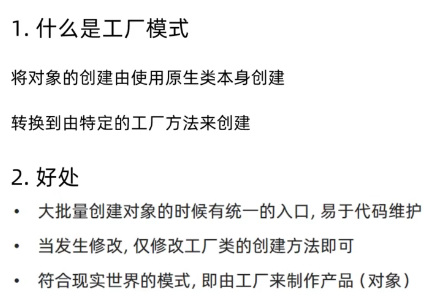 1. 什么是工厂模式
将对象的创建由使用原生类本身创建
转换到由特定的工厂方法来创建
2. 好处
• 大批量创建对象的时候有统一的入口, 易于代码维护
• 当发生修改, 仅修改工厂类的创建方法即可
• 符合现实世界的模式, 即由工厂来制作产品 (对象)